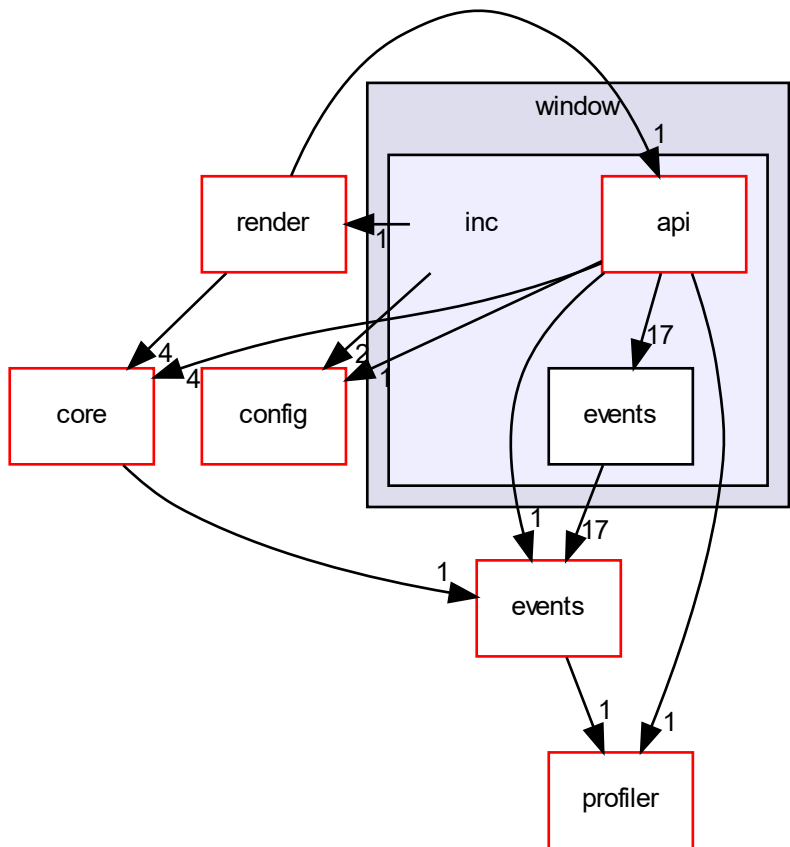 window
1
render
1
inc
api
17
4
4
2
1
core
config
events
1
17
1
events
1
1
profiler